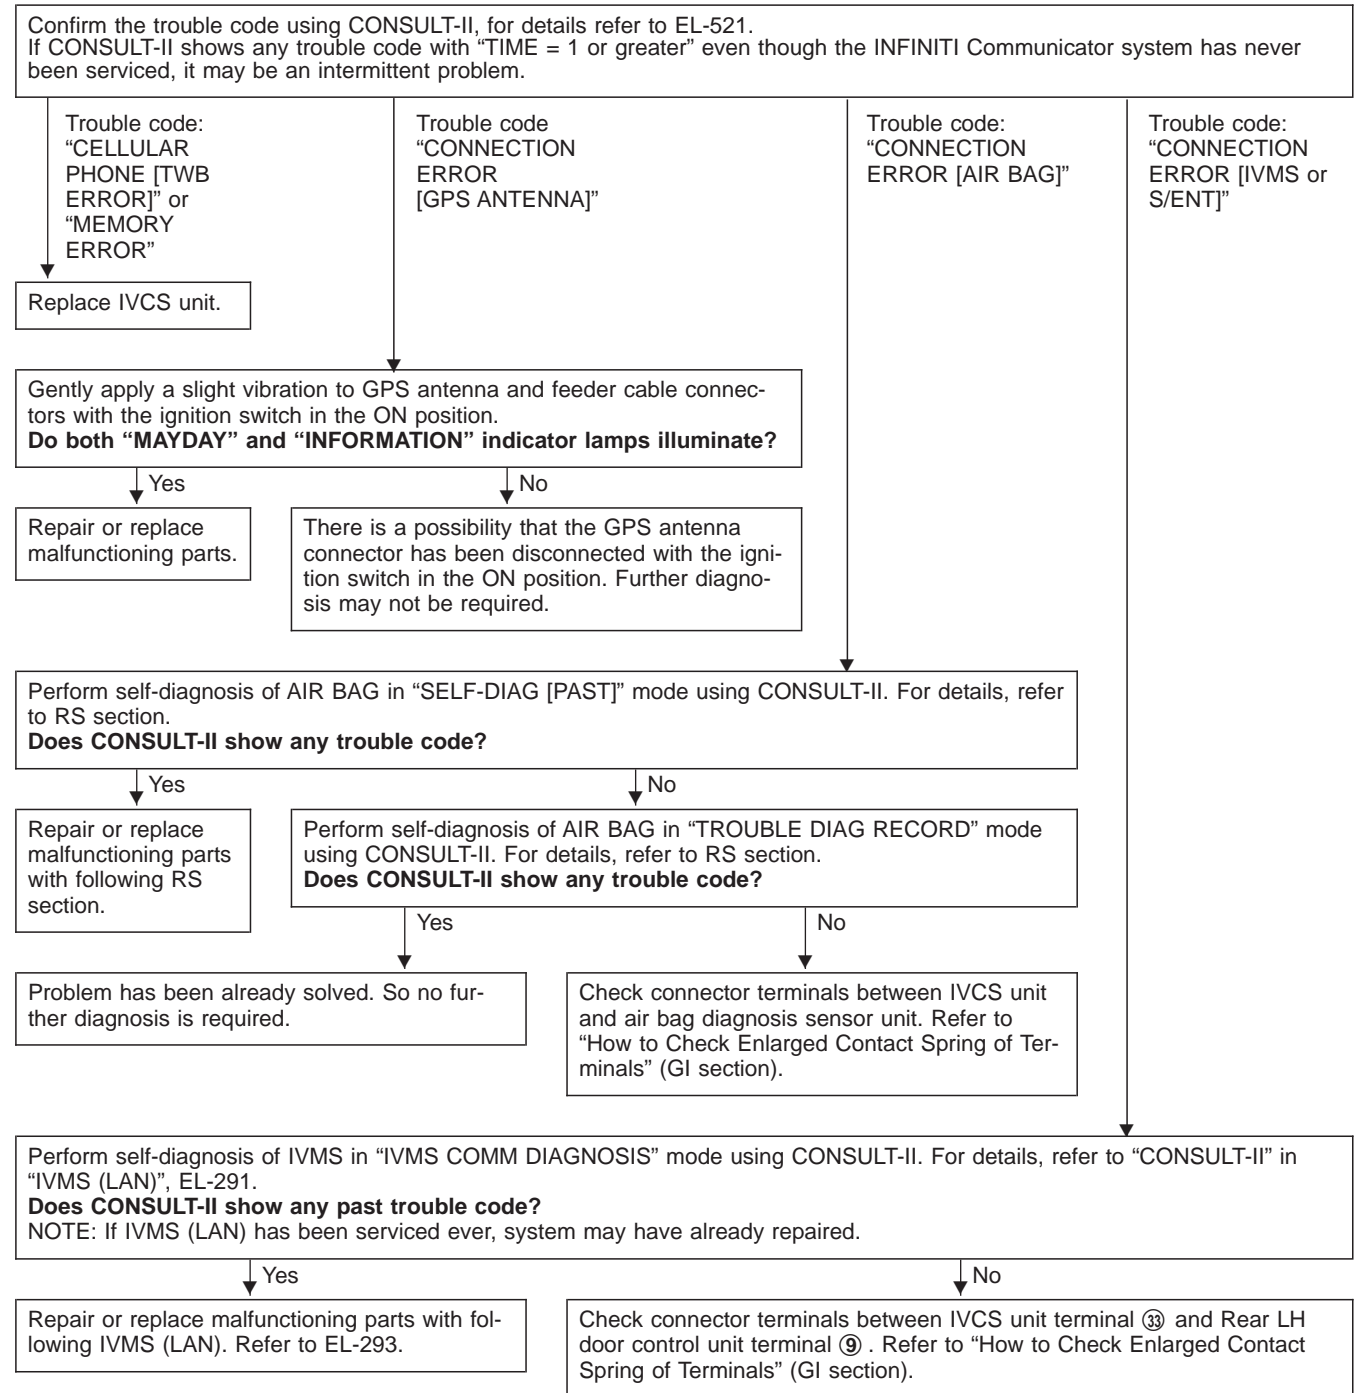 Confirm the trouble code using CONSULT-II, for details refer to EL-521.
If CONSULT-II shows any trouble code with “TIME = 1 or greater” even though the INFINITI Communicator system has never
been serviced, it may be an intermittent problem.
Trouble code:
“CELLULAR
PHONE [TWB
ERROR]” or
“MEMORY
ERROR”
Trouble code
“CONNECTION
ERROR
[GPS ANTENNA]”
Trouble code:
“CONNECTION
ERROR [AIR BAG]”
Trouble code:
“CONNECTION
ERROR [IVMS or
S/ENT]”
Replace IVCS unit.
Gently apply a slight vibration to GPS antenna and feeder cable connec-
tors with the ignition switch in the ON position.
Do both “MAYDAY” and “INFORMATION” indicator lamps illuminate?
Yes
No
Repair or replace
malfunctioning parts.
There is a possibility that the GPS antenna
connector has been disconnected with the igni-
tion switch in the ON position. Further diagno-
sis may not be required.
Perform self-diagnosis of AIR BAG in “SELF-DIAG [PAST]” mode using CONSULT-II. For details, refer
to RS section.
Does CONSULT-II show any trouble code?
Yes
No
Repair or replace
malfunctioning parts
with following RS
section.
Perform self-diagnosis of AIR BAG in “TROUBLE DIAG RECORD” mode
using CONSULT-II. For details, refer to RS section.
Does CONSULT-II show any trouble code?
Yes
No
Problem has been already solved. So no fur-
ther diagnosis is required.
Check connector terminals between IVCS unit
and air bag diagnosis sensor unit. Refer to
“How to Check Enlarged Contact Spring of Ter-
minals” (GI section).
Perform self-diagnosis of IVMS in “IVMS COMM DIAGNOSIS” mode using CONSULT-II. For details, refer to “CONSULT-II” in
“IVMS (LAN)”, EL-291.
Does CONSULT-II show any past trouble code?
NOTE: If IVMS (LAN) has been serviced ever, system may have already repaired.
Yes
No
Repair or replace malfunctioning parts with fol-
lowing IVMS (LAN). Refer to EL-293.
Check connector terminals between IVCS unit terminal ㉝ and Rear LH
door control unit terminal ⑨ . Refer to “How to Check Enlarged Contact
Spring of Terminals” (GI section).